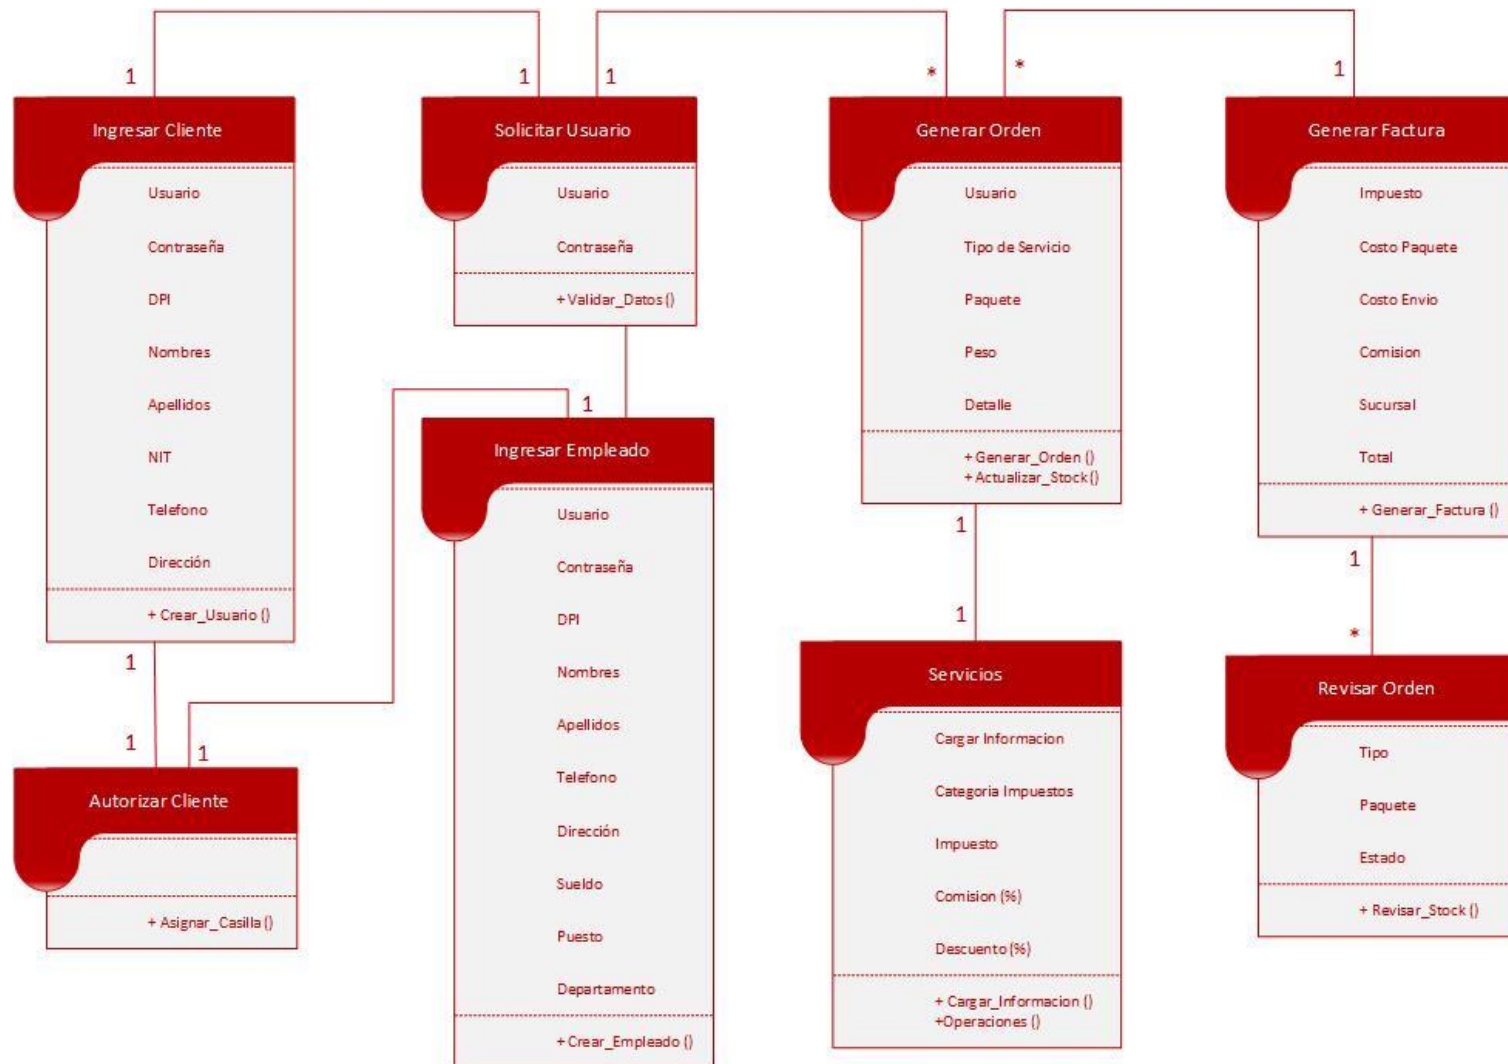 1
1
1
*
*
1
Ingresar Cliente
Usuario
Contraseña
DPI
Nombres
Apellidos
NIT
Telefono
Dirección
+ Crear_Usuario ()
1
1
1
Autorizar Cliente
+ Asignar_Casilla ()
Solicitar Usuario
Usuario
Contraseña
+ Validar_Datos ()
1
Ingresar Empleado
Usuario
Contraseña
DPI
Nombres
Apellidos
Telefono
Dirección
Sueldo
Puesto
Departamento
+ Crear_Empleado ()
Generar Orden
Usuario
Tipo de Servicio
Paquete
Peso
Detalle
+ Generar_Orden ()
+ Actualizar_Stock ()
1
1
Servicios
Cargar Informacion
Categoria Impuestos
Impuesto
Comision (%)
Descuento (%)
+ Cargar_Informacion ()
+Operaciones ()
Generar Factura
Impuesto
Costo Paquete
Costo Envio
Comision
Sucursal
Total
+ Generar_Factura ()
1
*
Revisar Orden
Tipo
Paquete
Estado
+ Revisar_Stock ()